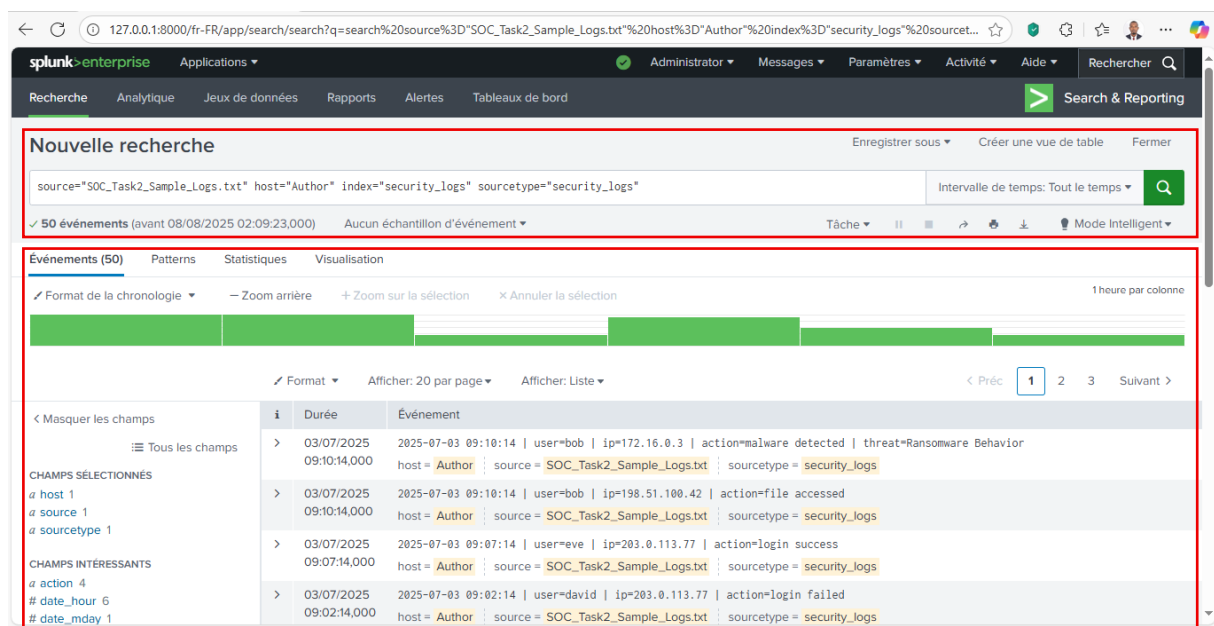 127.0.0.1:8000/fr-FR/app/search/search?q=search%20source%3D"SOC_Task2_Sample_Logs.txt"%20host%3D"Author"%20index%3D"security_logs"%20sourcet...
splunk>enterprise Applications Administrator Messages Paramètres Activité Aide Rechercher
Recherche Analytique Jeux de données Rapports Alertes Tableaux de bord Search & Reporting
Nouvelle recherche Enregistrer sous Créer une vue de table Fermer
source="SOC_Task2_Sample_Logs.txt" host="Author" index="security_logs" sourcetype="security_logs" Intervalle de temps: Tout le temps
50 événements (avant 08/08/2025 02:09:23,000) Aucun échantillon d'événement Tâche Mode Intelligent
Événements (50) Patterns Statistiques Visualisation
Format de la chronologie — Zoom arrière + Zoom sur la sélection × Annuler la sélection 1 heure par colonne
Format Afficher: 20 par page Afficher: Liste < Préc 1 2 3 Suivant >
< Masquer les champs i Durée Événement
Tous les champs
> 03/07/2025 2025-07-03 09:10:14 | user=bob | ip=172.16.0.3 | action=malware detected | threat=Ransomware Behavior
09:10:14,000 host = Author source = SOC_Task2_Sample_Logs.txt sourcetype = security_logs
CHAMPS SÉLECTIONNÉS
a host 1
a source 1
a sourcetype 1
> 03/07/2025 2025-07-03 09:10:14 | user=bob | ip=198.51.100.42 | action=file accessed
09:10:14,000 host = Author source = SOC_Task2_Sample_Logs.txt sourcetype = security_logs
> 03/07/2025 2025-07-03 09:07:14 | user=eve | ip=203.0.113.77 | action=login success
09:07:14,000 host = Author source = SOC_Task2_Sample_Logs.txt sourcetype = security_logs
CHAMPS INTÉRESSANTS
a action 4
# date_hour 6
# date_mday 1
> 03/07/2025 2025-07-03 09:02:14 | user=david | ip=203.0.113.77 | action=login failed
09:02:14,000 host = Author source = SOC_Task2_Sample_Logs.txt sourcetype = security_logs